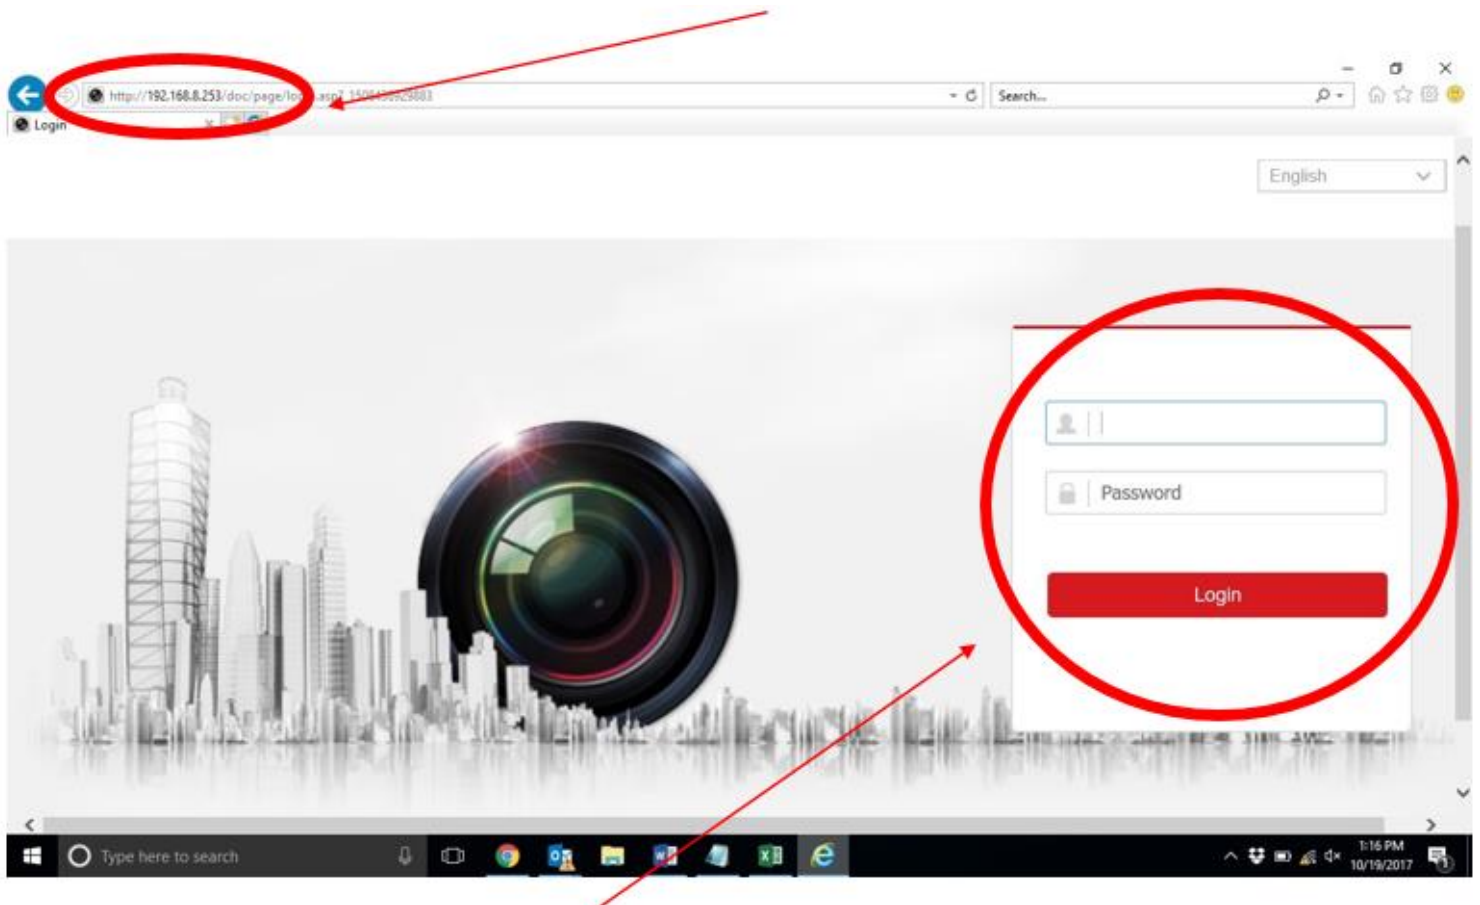 http://192.168.8.253/doc/page/
Search...
Login
English
Password
Login
Type here to search
1:16 PM
10/19/2017